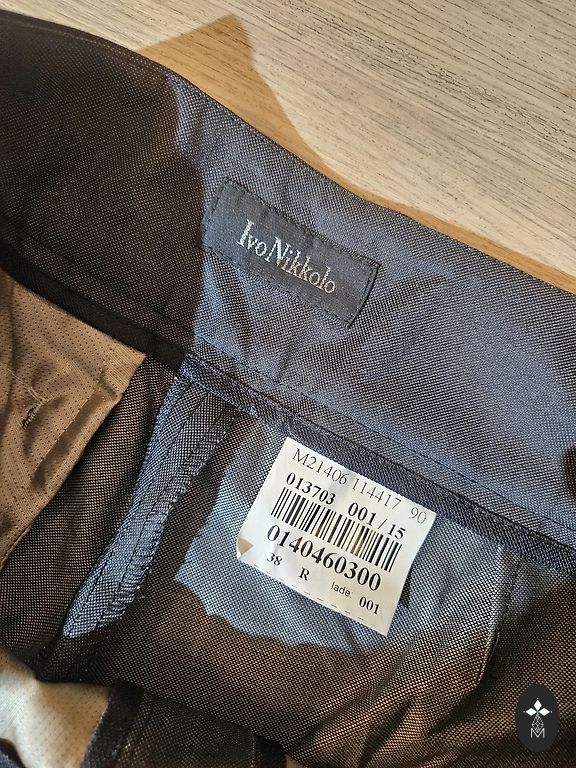 IvoNikkolo
M21406 114417 90
013703 001/15
0140460300
38 R lade: 001
M